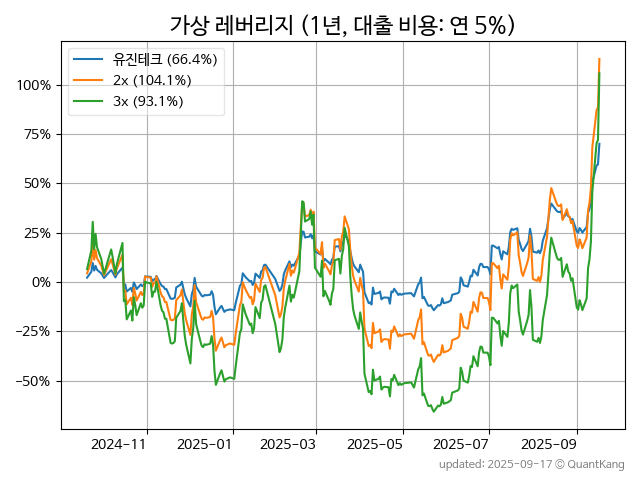 가상 레버리지 (1년, 대출 비용: 연 5%)
유진테크 (66.4%)
2x (104.1%)
3x (93.1%)
100%
75%
50%
25%
0%
−25%
−50%
2024-11
2025-01
2025-03
2025-05
2025-07
2025-09
updated: 2025-09-17 © QuantKang